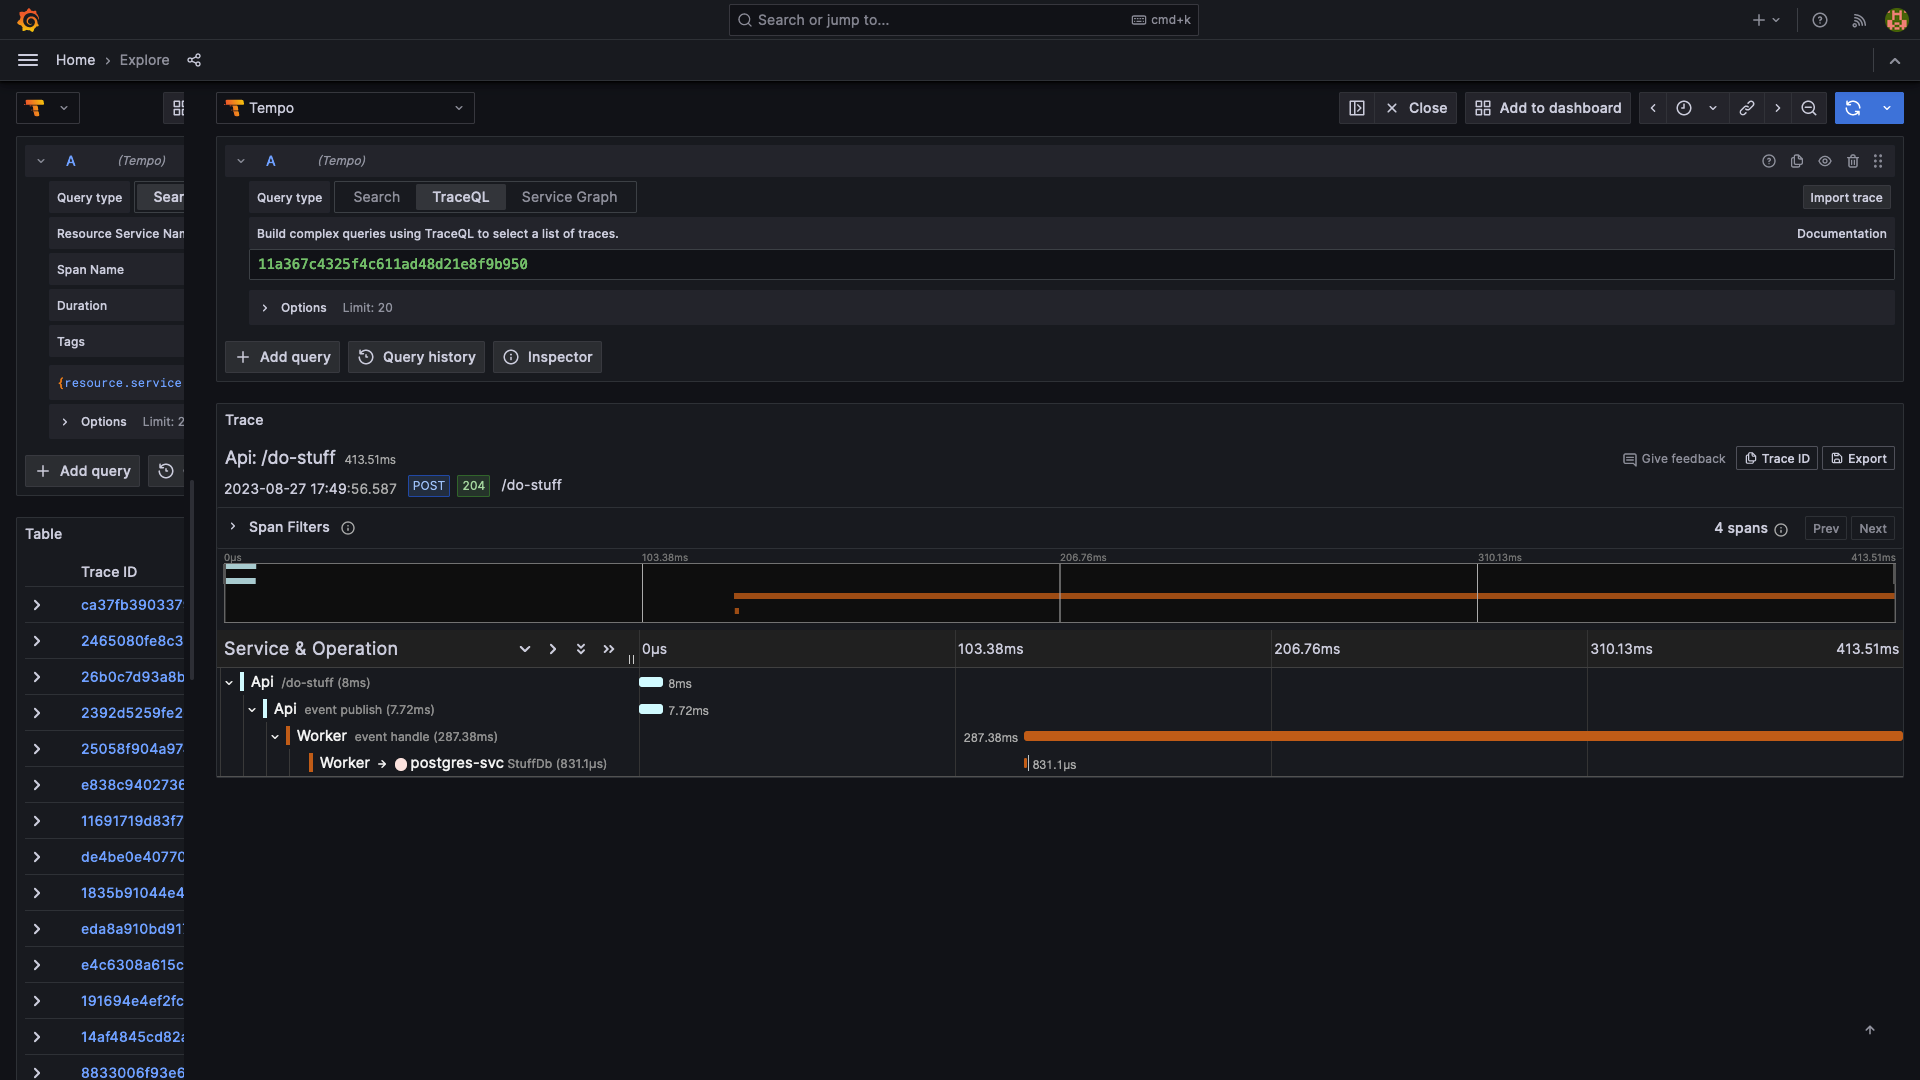 Search or jump to... cmd+k
Home › Explore
Tempo
Close
Add to dashboard
A (Tempo)
Query type Sear
Resource Service Nan
Span Name
Duration
Tags
{resource.service
Options Limit: 2
Add query
Table
Trace ID
ca37fb390337
2465080fe8c3
26b0c7d93a8b
2392d5259fe2
25058f904a97
e838c9402736
11691719d83f7
de4be0e40770
1835b91044e4
eda8a910bd91
e4c6308a615c
191694e4ef2fc
14af4845cd82
8833006f93e6
A (Tempo)
Query type Search TraceQL Service Graph Import trace
Build complex queries using TraceQL to select a list of traces. Documentation
11a367c4325f4c611ad48d21e8f9b950
Options Limit: 20
Add query Query history Inspector
Trace
Api: /do-stuff 413.51ms Give feedback Trace ID Export
2023-08-27 17:49:56.587 POST 204 /do-stuff
Span Filters 4 spans Prev Next
0µs 103.38ms 206.76ms 310.13ms 413.51ms
Service & Operation 0µs 103.38ms 206.76ms 310.13ms 413.51ms
Api /do-stuff (8ms) 8ms
Api event publish (7.72ms) 7.72ms
Worker event handle (287.38ms) 287.38ms
Worker → postgres-svc StuffDb (831.1µs) 831.1µs